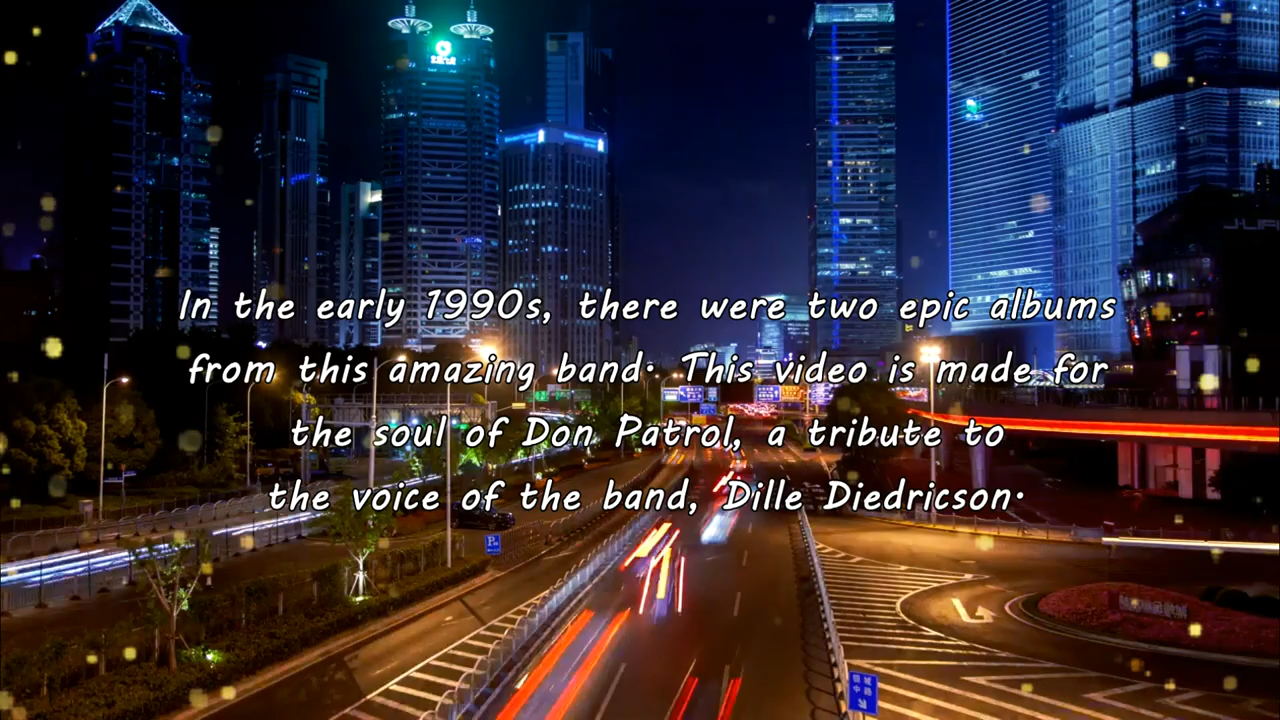 In the early 1990s, there were two epic albums
from this amazing band. This video is made for
the soul of Don Patrol, a tribute to
the voice of the band, Dille Diedricson.
P